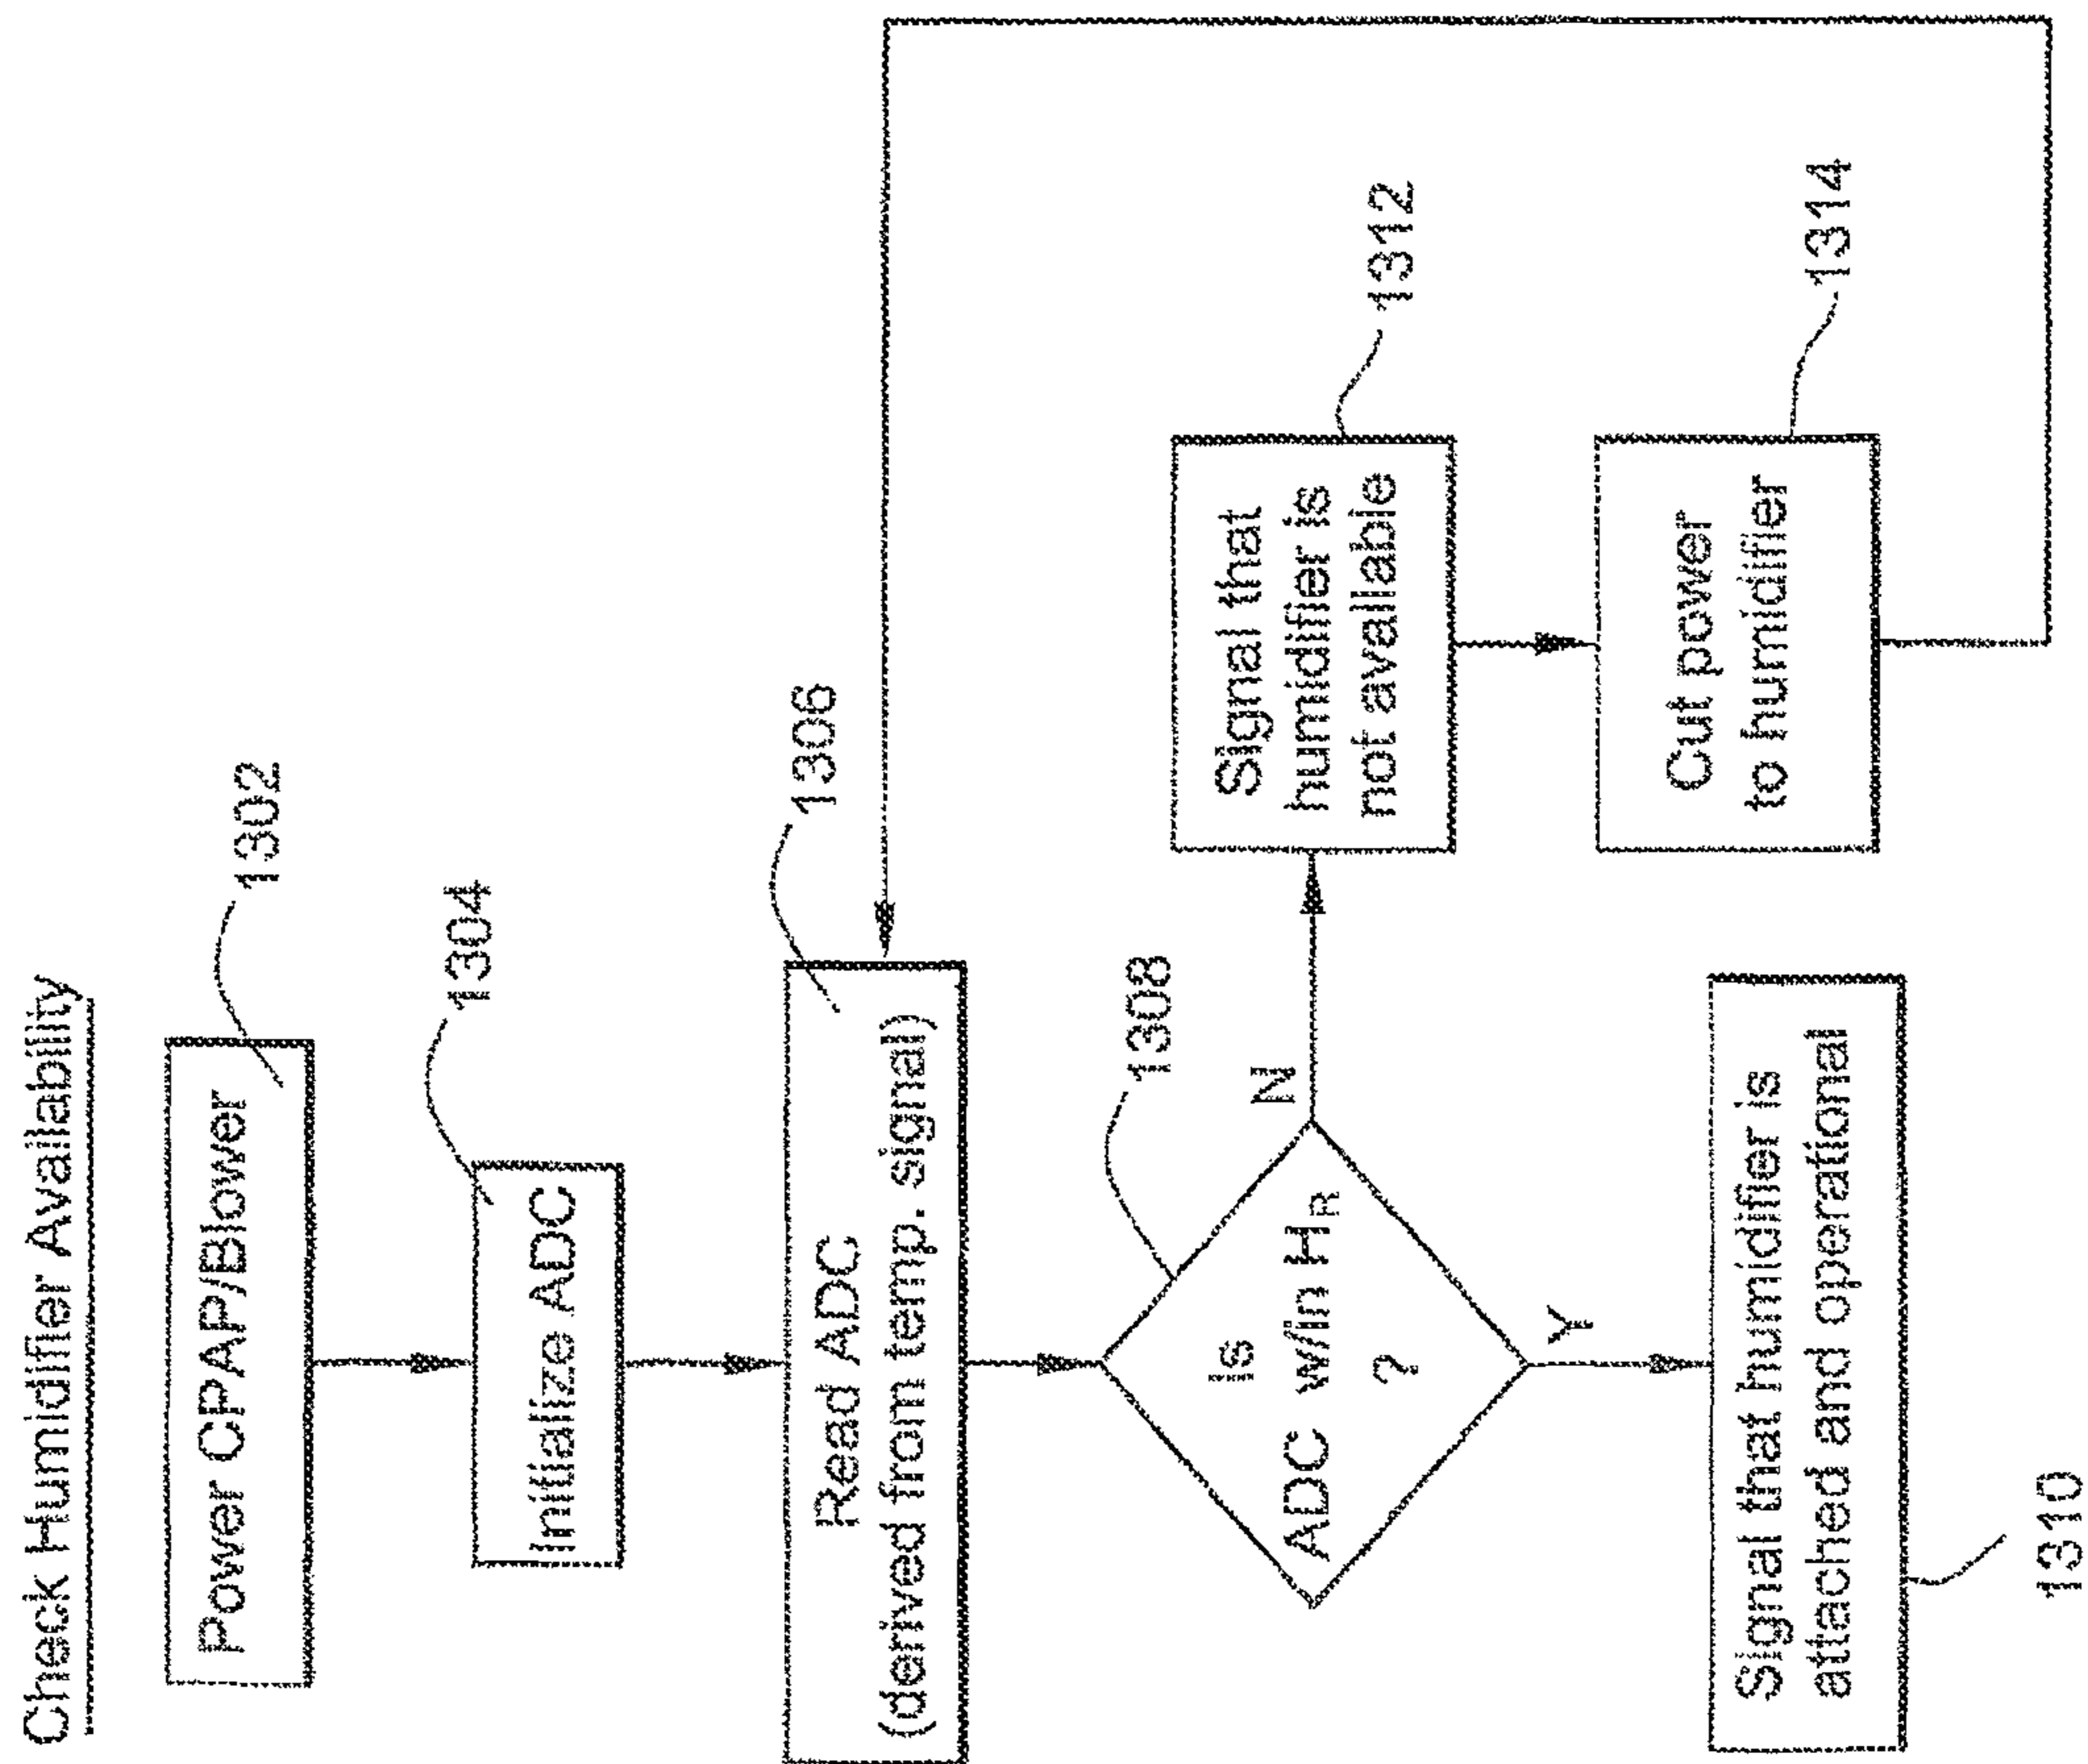 Check Humidifier Availability
Power CPAP/Blower
1302
Initialize ADC
1304
Read ADC
(derived from temp. signal)
1306
Is
ADC w/in HR
?
1308
N
Y
Signal that
humidifier is
not available
1312
Cut power
to humidifier
1314
Signal that humidifier is
attached and operational
1310